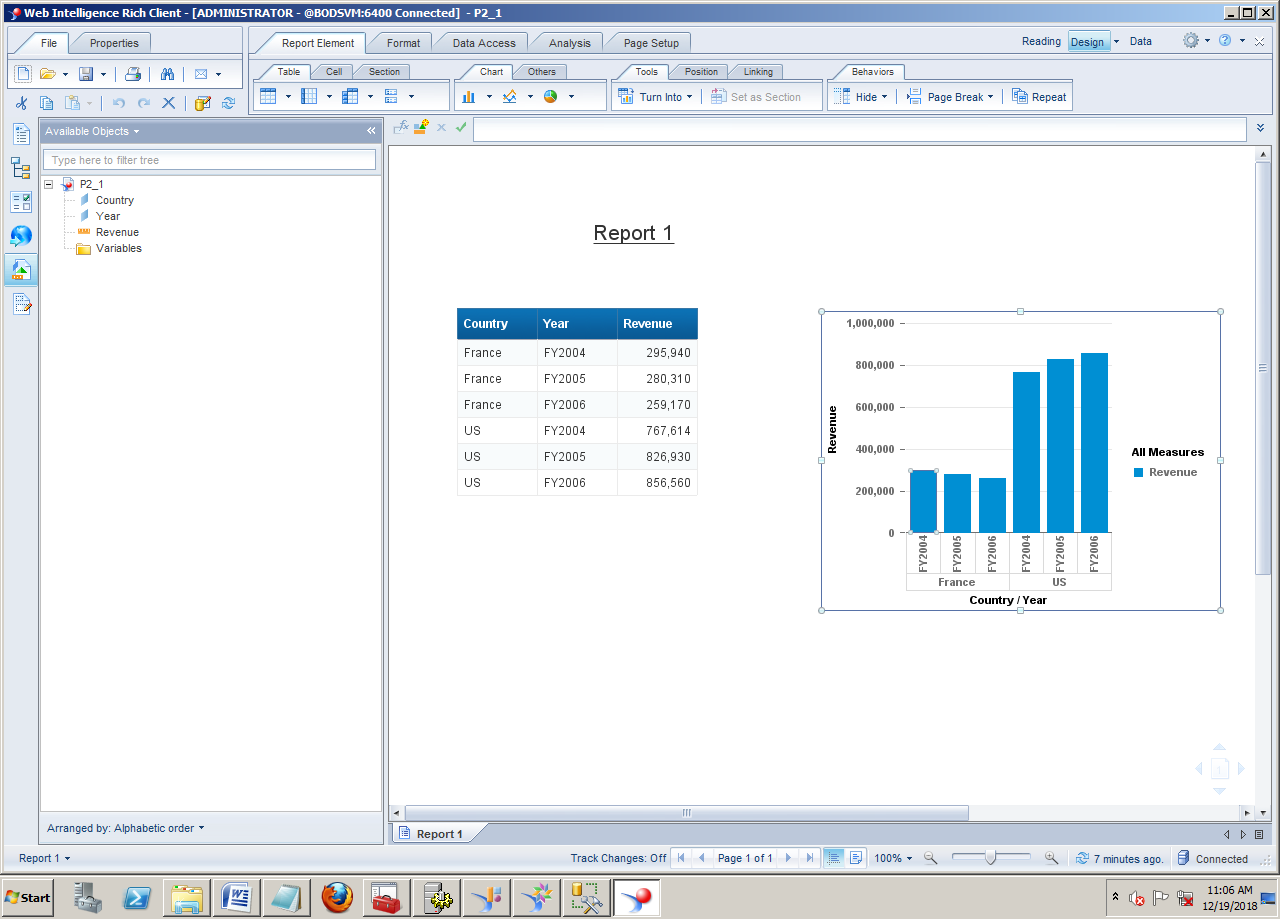 Web Intelligence Rich Client - [ADMINISTRATOR - @BODSVM:6400 Connected] - P2_1
File Properties Report Element Format Data Access Analysis Page Setup Reading Design Data
Table Cell Section Chart Others Tools Position Linking Behaviors
Turn Into Set as Section Hide Page Break Repeat
Available Objects
Type here to filter tree
P2_1
Country
Year
Revenue
Variables
Report 1
Country Year Revenue
France FY2004 295,940
France FY2005 280,310
France FY2006 259,170
US FY2004 767,614
US FY2005 826,930
US FY2006 856,560
1,000,000
800,000
600,000
400,000
200,000
0
Revenue
FY2004 FY2005 FY2006 FY2004 FY2005 FY2006
France US
Country / Year
All Measures
Revenue
1
Arranged by: Alphabetic order
Report 1
Report 1 Track Changes: Off Page 1 of 1 100% 7 minutes ago. Connected
Start
11:06 AM
12/19/2018